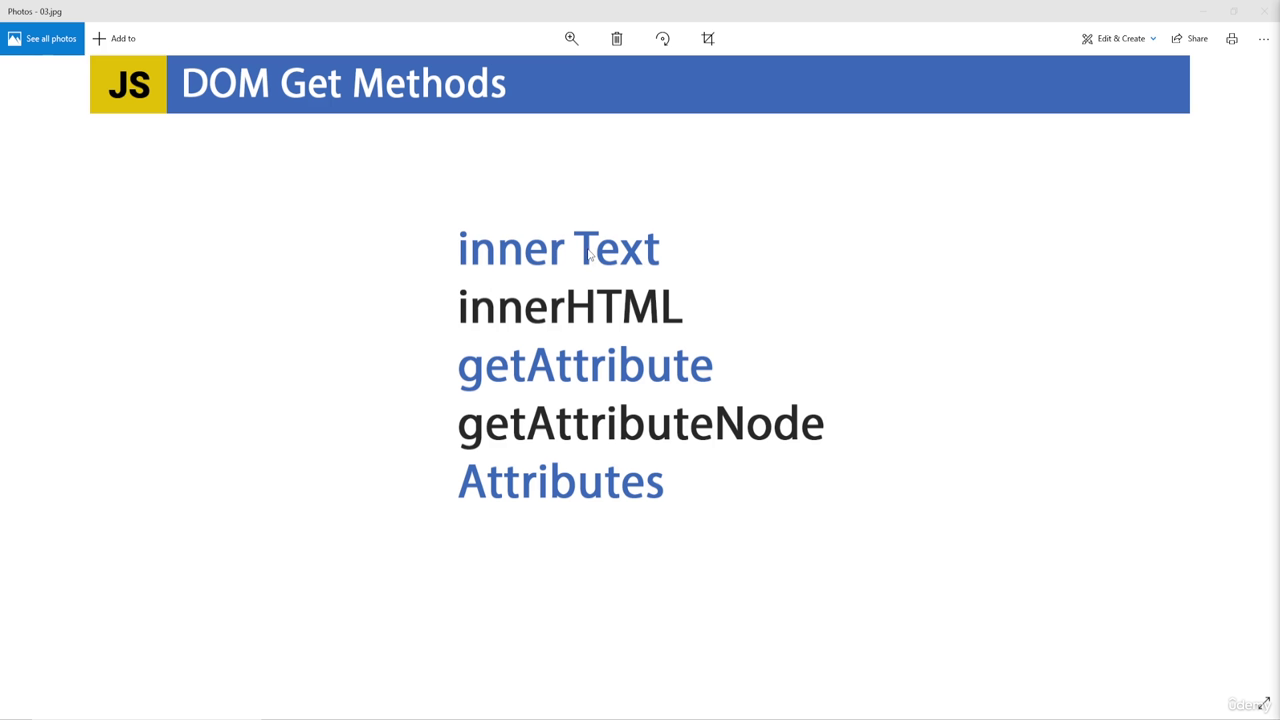 Photos - 03.jpg
See all photos
Add to
Edit & Create
Share
JS DOM Get Methods
inner Text
innerHTML
getAttribute
getAttributeNode
Attributes
ûdemy